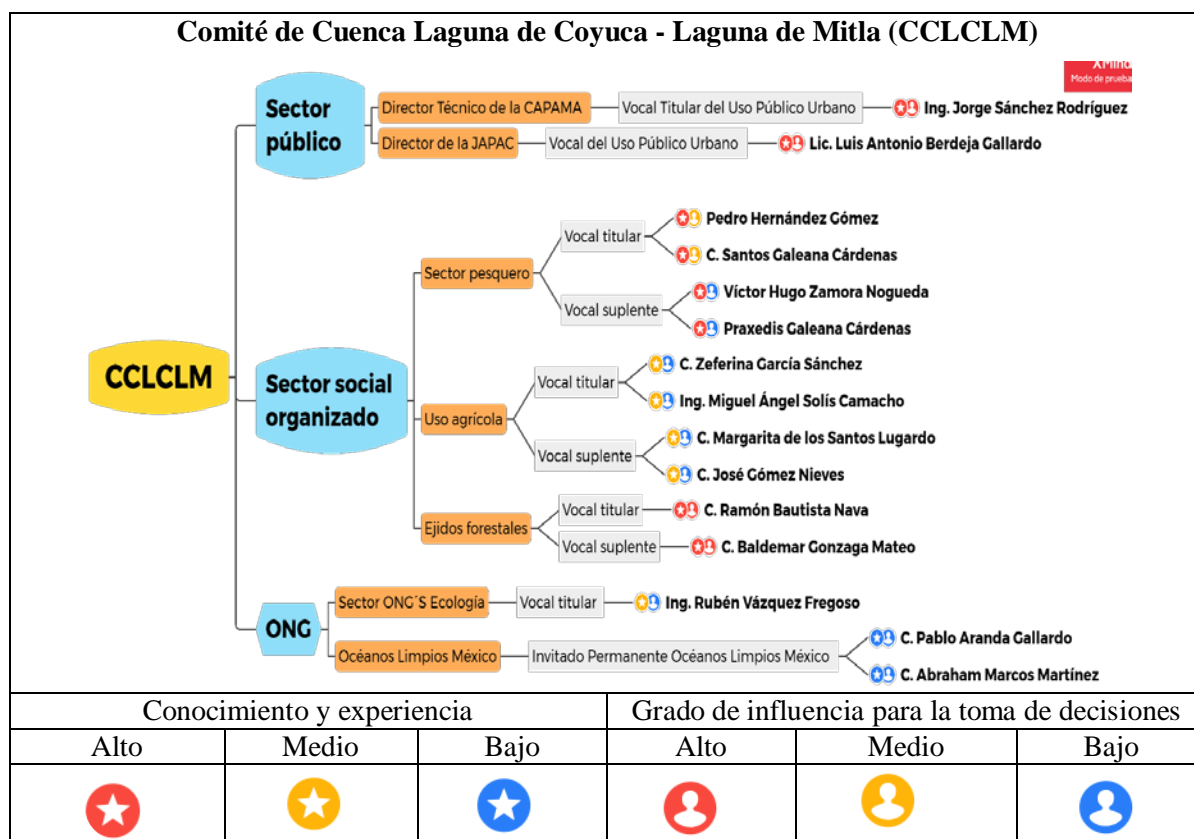 Comité de Cuenca Laguna de Coyuca - Laguna de Mitla (CCLCLM)
XMind
Modo de prueba
CCLCLM
Sector
público
Director Técnico de la CAPAMA
Vocal Titular del Uso Público Urbano
Ing. Jorge Sánchez Rodríguez
Director de la JAPAC
Vocal del Uso Público Urbano
Lic. Luis Antonio Berdeja Gallardo
Sector social
organizado
Sector pesquero
Vocal titular
Pedro Hernández Gómez
C. Santos Galeana Cárdenas
Vocal suplente
Víctor Hugo Zamora Nogueda
Praxedis Galeana Cárdenas
Uso agrícola
Vocal titular
C. Zeferina García Sánchez
Ing. Miguel Ángel Solís Camacho
Vocal suplente
C. Margarita de los Santos Lugardo
C. José Gómez Nieves
Ejidos forestales
Vocal titular
C. Ramón Bautista Nava
Vocal suplente
C. Baldemar Gonzaga Mateo
ONG
Sector ONG´S Ecología
Vocal titular
Ing. Rubén Vázquez Fregoso
Océanos Limpios México
Invitado Permanente Océanos Limpios México
C. Pablo Aranda Gallardo
C. Abraham Marcos Martínez
Conocimiento y experiencia
Grado de influencia para la toma de decisiones
Alto
Medio
Bajo
Alto
Medio
Bajo